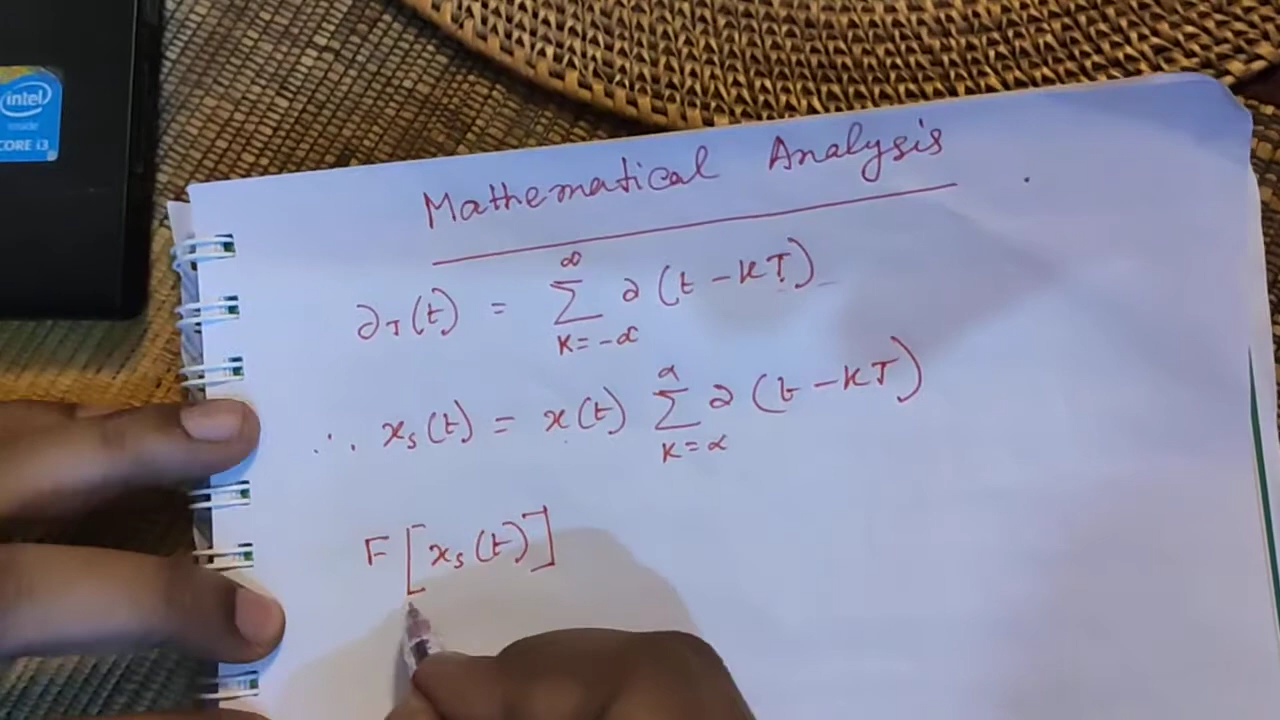 intel
inside
CORE i3
Mathematical Analysis
∂T(t) = ∞ ∑ K=-∝ ∂(t-KT)
∴ xs(t) = x(t) ∝ ∑ K=∝ ∂(t-KT)
F[xs(t)]